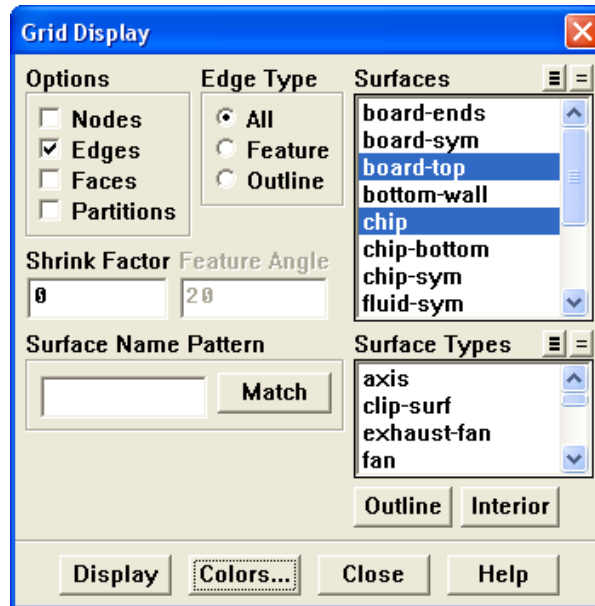 Grid Display
Options
Nodes
Edges
Faces
Partitions
Edge Type
All
Feature
Outline
Shrink Factor
0
Feature Angle
20
Surface Name Pattern
Match
Surfaces
board-ends
board-sym
board-top
bottom-wall
chip
chip-bottom
chip-sym
fluid-sym
Surface Types
axis
clip-surf
exhaust-fan
fan
Outline
Interior
Display
Colors...
Close
Help